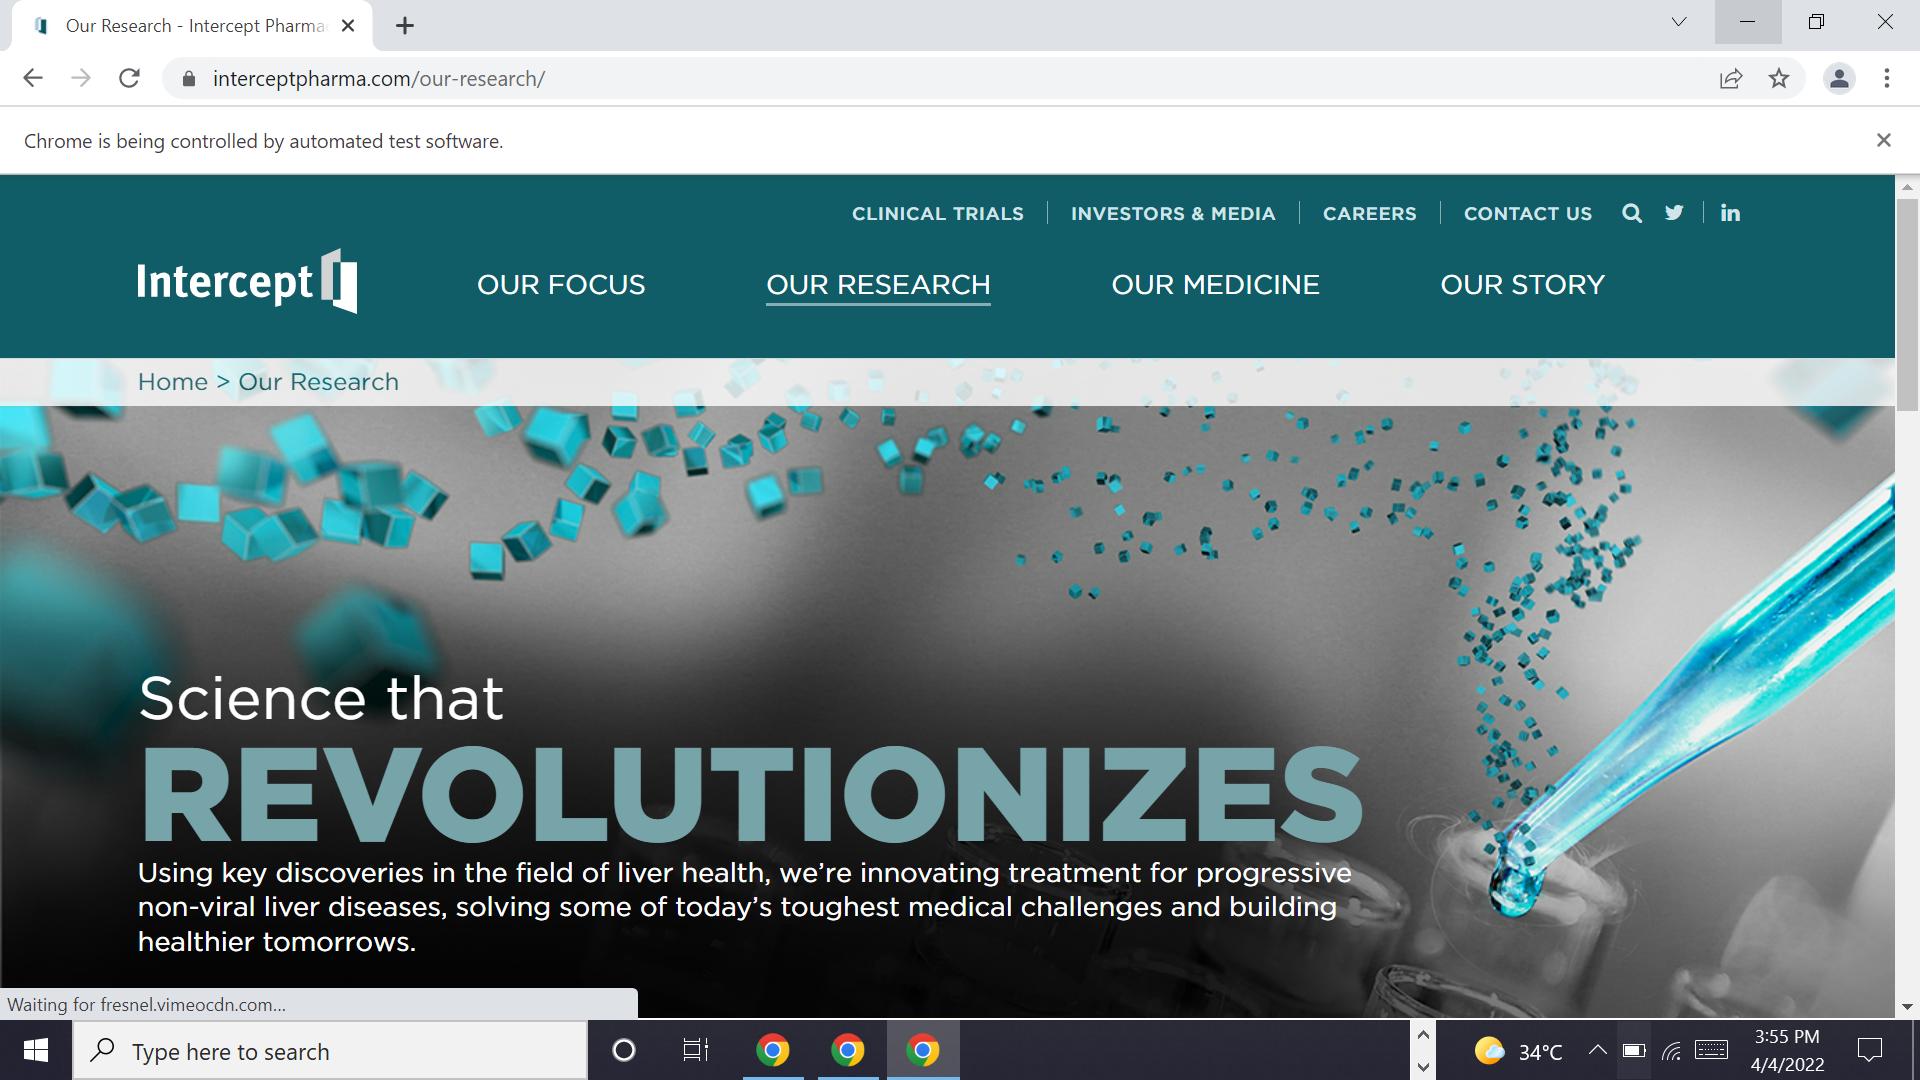 Our Research - Intercept Pharma
interceptpharma.com/our-research/
Chrome is being controlled by automated test software.
CLINICAL TRIALS
INVESTORS & MEDIA
CAREERS
CONTACT US
in
Intercept
OUR FOCUS
OUR RESEARCH
OUR MEDICINE
OUR STORY
Home > Our Research
Science that
REVOLUTIONIZES
Using key discoveries in the field of liver health, we’re innovating treatment for progressive
non-viral liver diseases, solving some of today’s toughest medical challenges and building
healthier tomorrows.
Waiting for fresnel.vimeocdn.com...
Type here to search
34°C
3:55 PM
4/4/2022